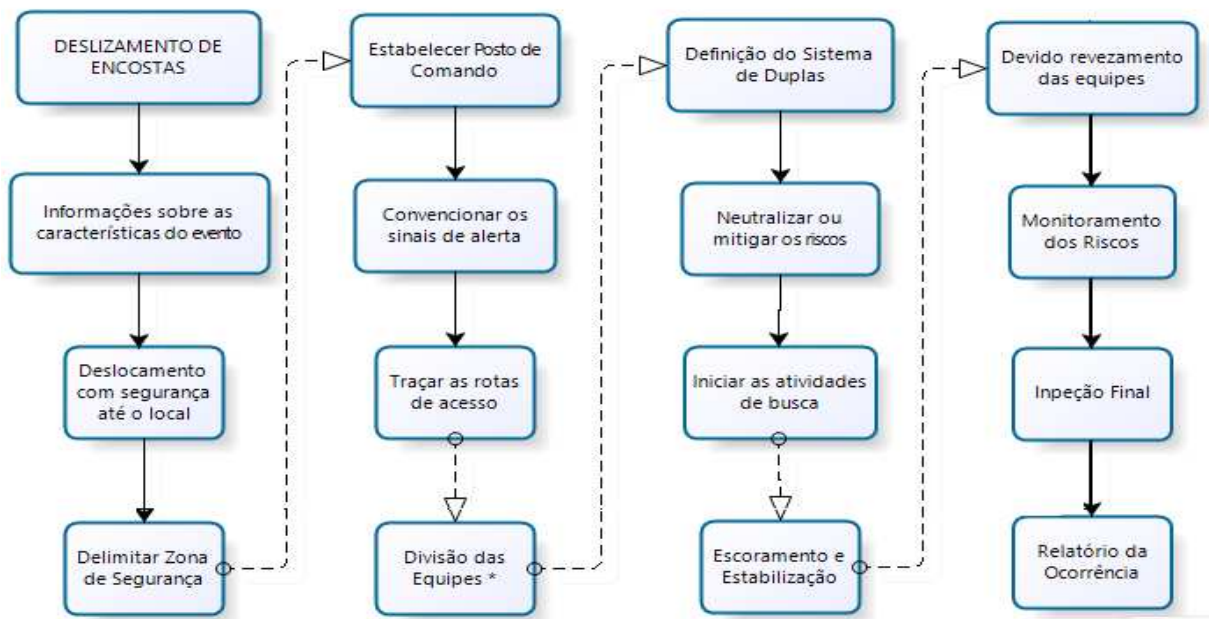 DESLIZAMENTO DE
ENCOSTAS
Informações sobre as
características do evento
Deslocamento
com segurança
até o local
Delimitar Zona
de Segurança
Estabelecer Posto de
Comando
Convencionar os
sinais de alerta
Traçar as rotas
de acesso
Divisão das
Equipes *
Definição do Sistema
de Duplas
Neutralizar ou
mitigar os riscos
Iniciar as atividades
de busca
Escoramento e
Estabilização
Devido revezamento
das equipes
Monitoramento
dos Riscos
Inpeção Final
Relatório da
Ocorrência